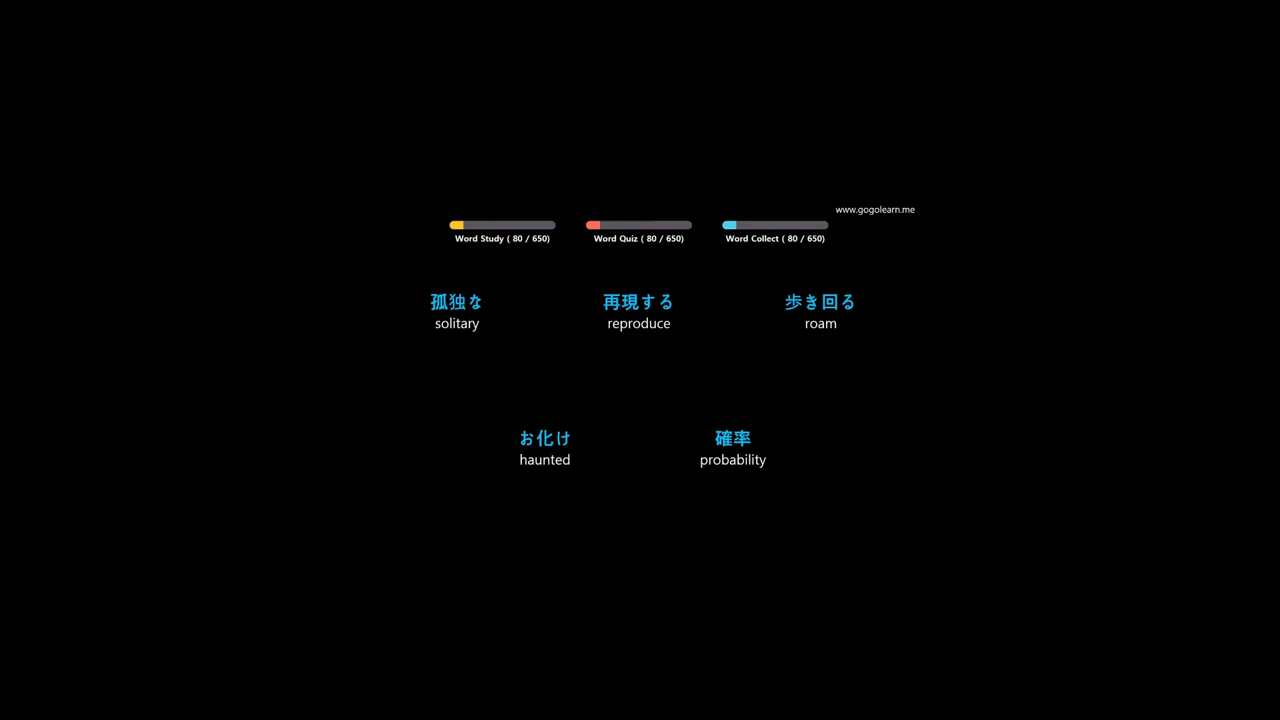 www.gogolearn.me
Word Study ( 80 / 650) Word Quiz ( 80 / 650) Word Collect ( 80 / 650)
孤独な 再現する 歩き回る
solitary reproduce roam
お化け 確率
haunted probability